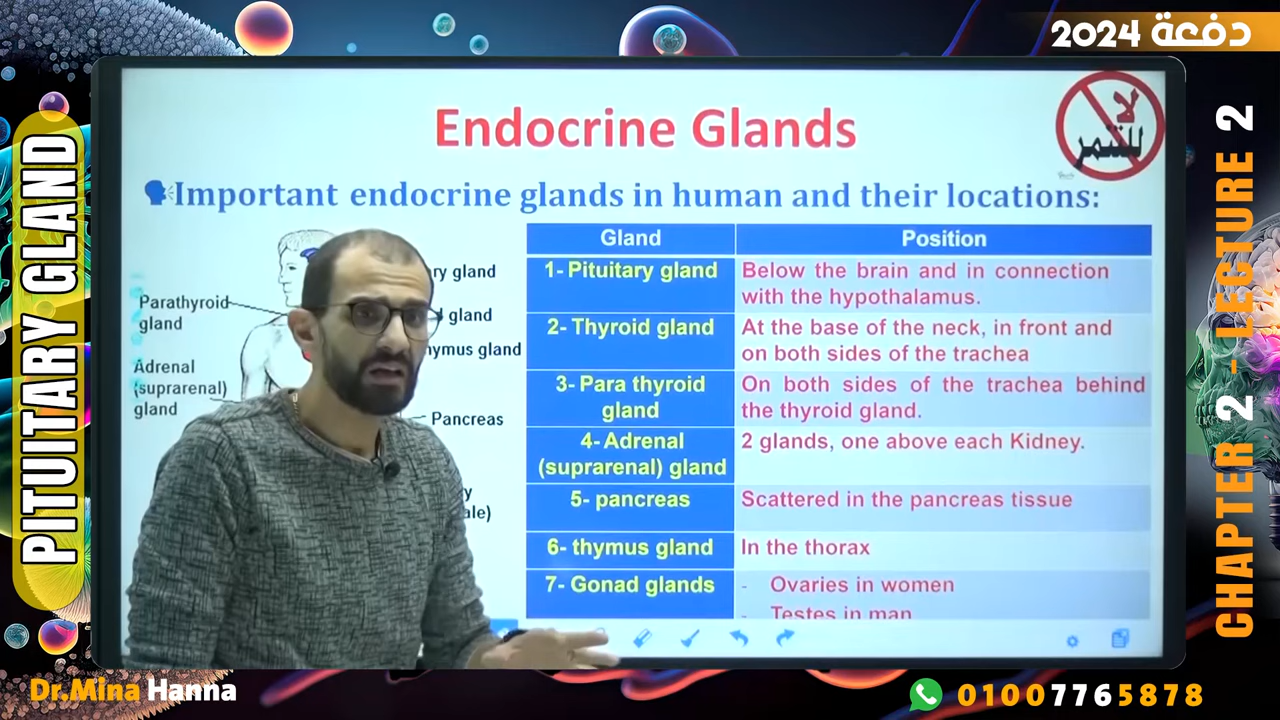 دفعة 2024
PITUITARY GLAND
CHAPTER 2 - LECTURE 2
Endocrine Glands
لا
للتنمر
Important endocrine glands in human and their locations:
Parathyroid
gland
Adrenal
(suprarenal)
gland
gland
gland
gland
Pancreas
Gland
Position
1- Pituitary gland
Below the brain and in connection
with the hypothalamus.
2- Thyroid gland
At the base of the neck, in front and
on both sides of the trachea
3- Para thyroid
gland
On both sides of the trachea behind
the thyroid gland.
4- Adrenal
(suprarenal) gland
2 glands, one above each Kidney.
5- pancreas
Scattered in the pancreas tissue
6- thymus gland
In the thorax
7- Gonad glands
- Ovaries in women
- Testes in man
Dr.Mina Hanna
01007765878